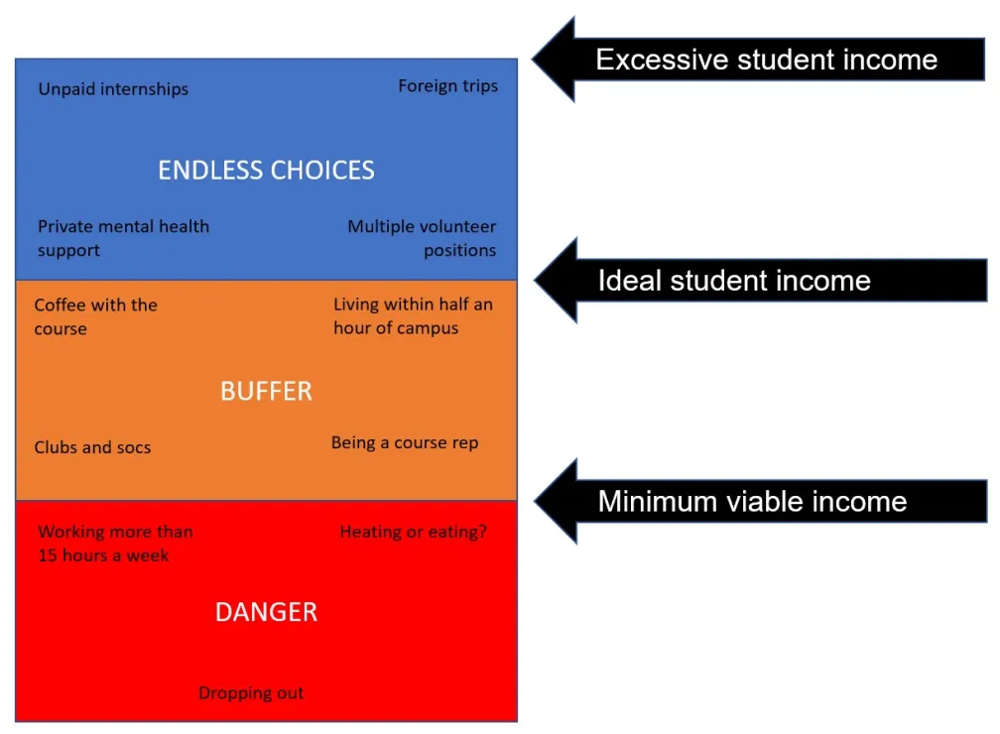 Excessive student income
Unpaid internships
Foreign trips
ENDLESS CHOICES
Private mental health
support
Multiple volunteer
positions
Ideal student income
Coffee with the
course
Living within half an
hour of campus
BUFFER
Clubs and socs
Being a course rep
Minimum viable income
Working more than
15 hours a week
Heating or eating?
DANGER
Dropping out